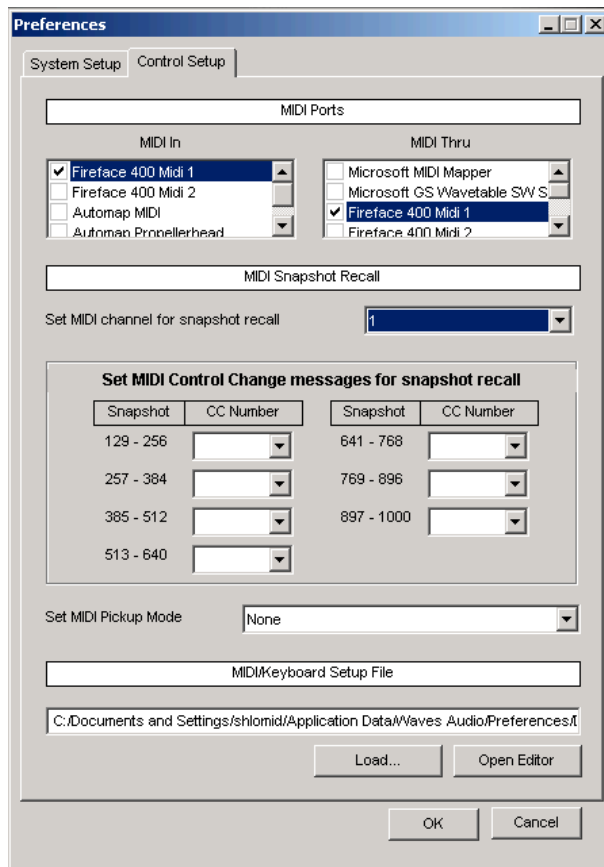 Preferences
System Setup Control Setup
MIDI Ports
MIDI In MIDI Thru
Fireface 400 Midi 1
Fireface 400 Midi 2
Automap MIDI
Automap Propellerhead
Microsoft MIDI Mapper
Microsoft GS Wavetable SW S
Fireface 400 Midi 1
Fireface 400 Midi 2
MIDI Snapshot Recall
Set MIDI channel for snapshot recall 1
Set MIDI Control Change messages for snapshot recall
Snapshot CC Number Snapshot CC Number
129 - 256 641 - 768
257 - 384 769 - 896
385 - 512 897 - 1000
513 - 640
Set MIDI Pickup Mode None
MIDI/Keyboard Setup File
C:/Documents and Settings/shlomid/Application Data/Waves Audio/Preferences/
Load... Open Editor
OK Cancel